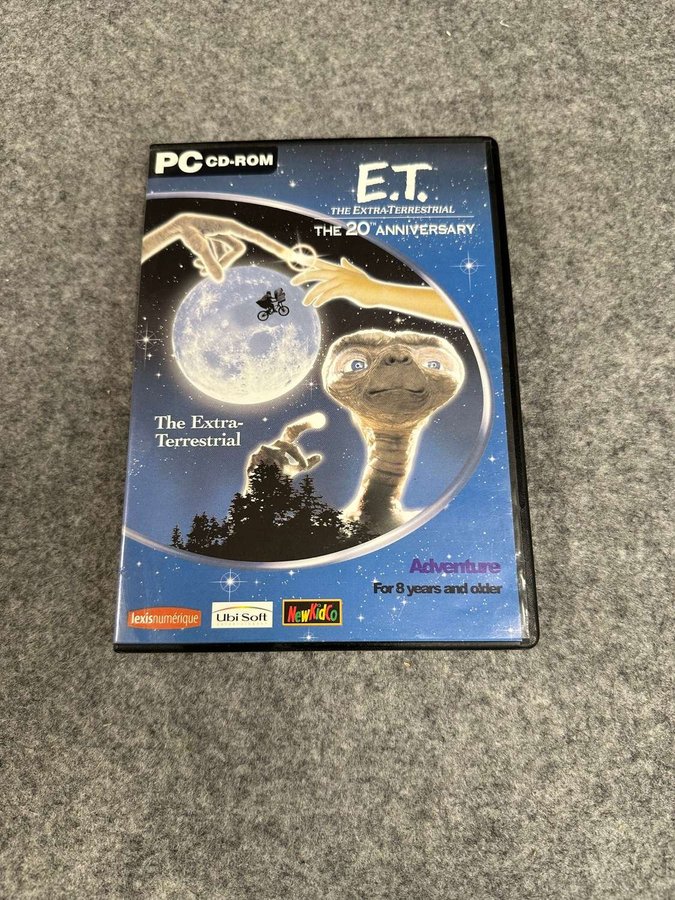 PC CD-ROM
E.T.
THE EXTRA-TERRESTRIAL
THE 20TH ANNIVERSARY
The Extra-
Terrestrial
Adventure
For 8 years and older
lexisnumérique
Ubi Soft
NewKidCo